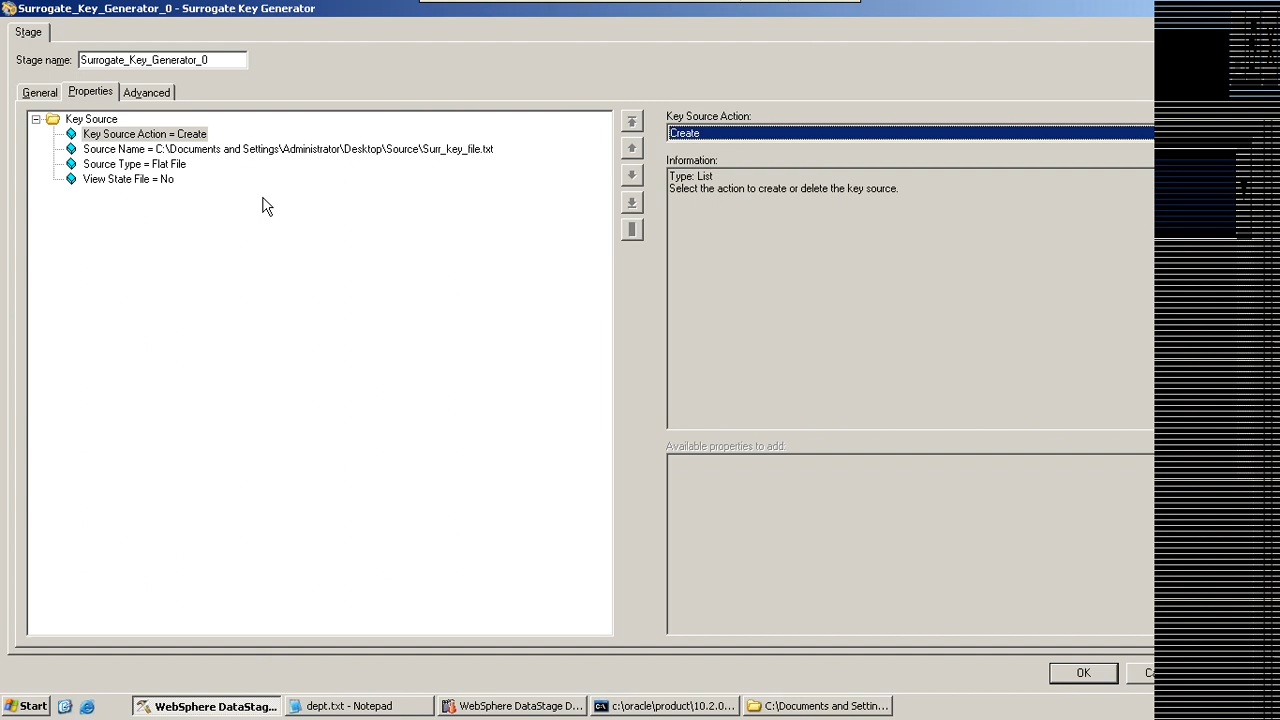 Surrogate_Key_Generator_0 - Surrogate Key Generator
Stage
Stage name: Surrogate_Key_Generator_0
General Properties Advanced
Key Source
Key Source Action = Create
Source Name = C:\Documents and Settings\Administrator\Desktop\Source\Surr_key_file.txt
Source Type = Flat File
View State File = No
Key Source Action:
Create
Information:
Type: List
Select the action to create or delete the key source.
Available properties to add:
OK
Start
WebSphere DataStag...
dept.txt - Notepad
WebSphere DataStage D...
c:\oracle\product\10.2.0...
C:\Documents and Settin...